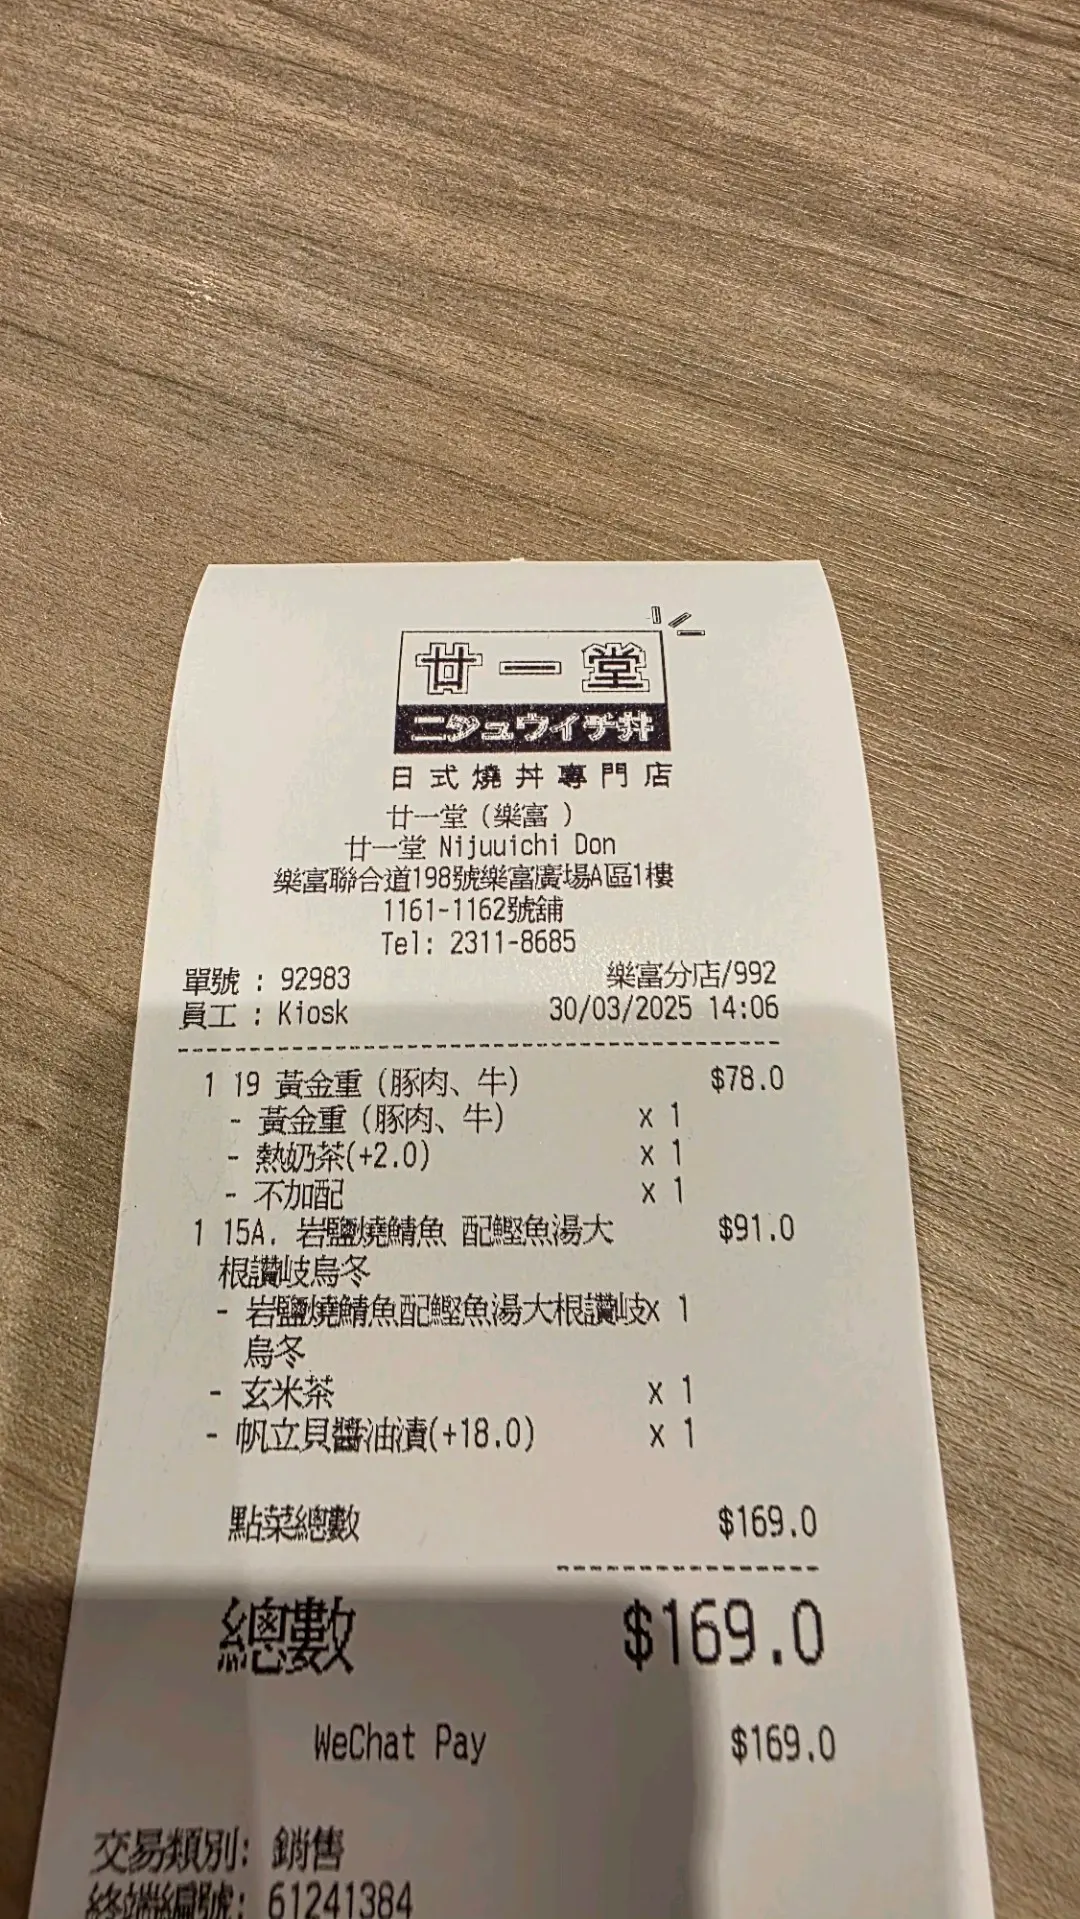 廿一堂
ニジュウイチ丼
日式燒丼專門店
廿一堂（樂富 ）
廿一堂 Nijuuichi Don
樂富聯合道198號樂富廣場A區1樓
1161-1162號舖
Tel: 2311-8685
單號 : 92983 樂富分店/992
員工 : Kiosk 30/03/2025 14:06
1 19 黃金重（豚肉、牛） $78.0
- 黃金重（豚肉、牛） x 1
- 熱奶茶(+2.0) x 1
- 不加配 x 1
1 15A. 岩鹽燒鯖魚 配鰹魚湯大 $91.0
根讚岐烏冬
- 岩鹽燒鯖魚配鰹魚湯大根讚岐x 1
烏冬
- 玄米茶 x 1
- 帆立貝醬油漬(+18.0) x 1
點菜總數 $169.0
總數 $169.0
WeChat Pay $169.0
交易類別: 銷售
終端編號: 61241384